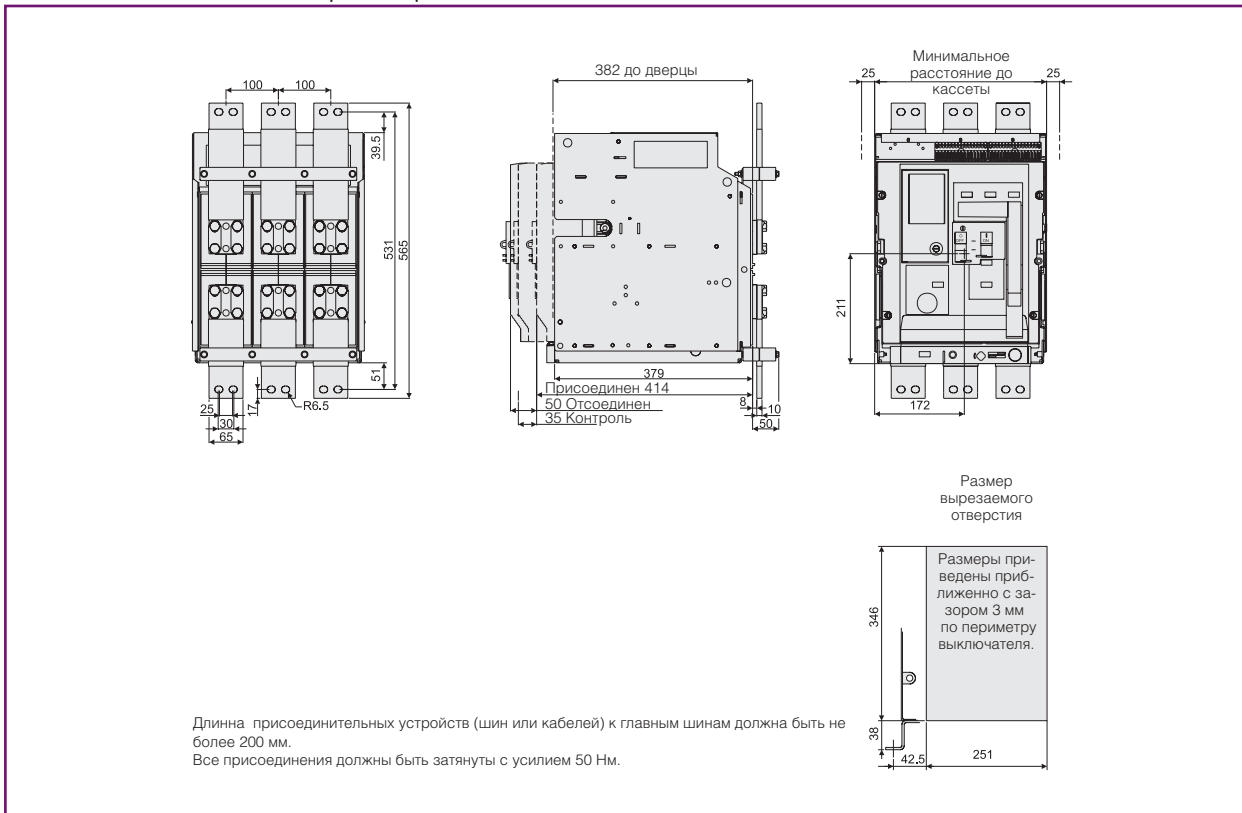 100
100
39.5
531
565
51
25
30
65
17
R6.5
382 до дверцы
379
Присоединен 414
50 Отсоединен
35 Контроль
8
10
50
Минимальное
расстояние до
кассеты
25
25
OFF
ON
211
172
Размер
вырезаемого
отверстия
Размеры при-
ведены приб-
лиженно с за-
зором 3 мм
по периметру
выключателя.
346
38
42.5
251
Длинна присоединительных устройств (шин или кабелей) к главным шинам должна быть не
более 200 мм.
Все присоединения должны быть затянуты с усилием 50 Нм.